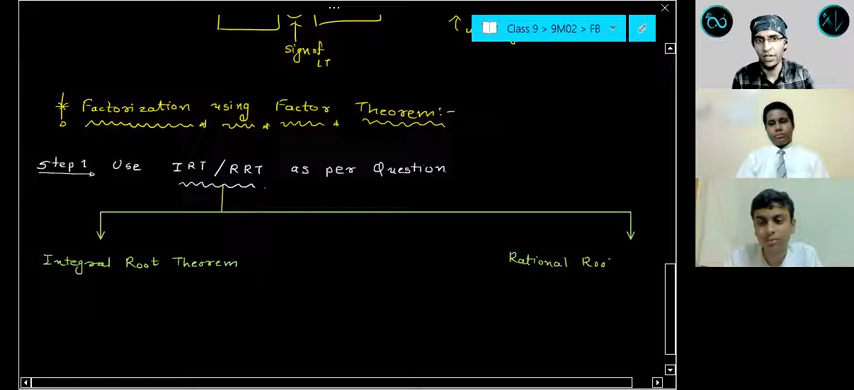 sign of
LT
Class 9 > 9M02 > FB
* Factorization using Factor Theorem:-
Step 1 Use IRT/RRT as per Question
Integral Root Theorem
Rational Roo